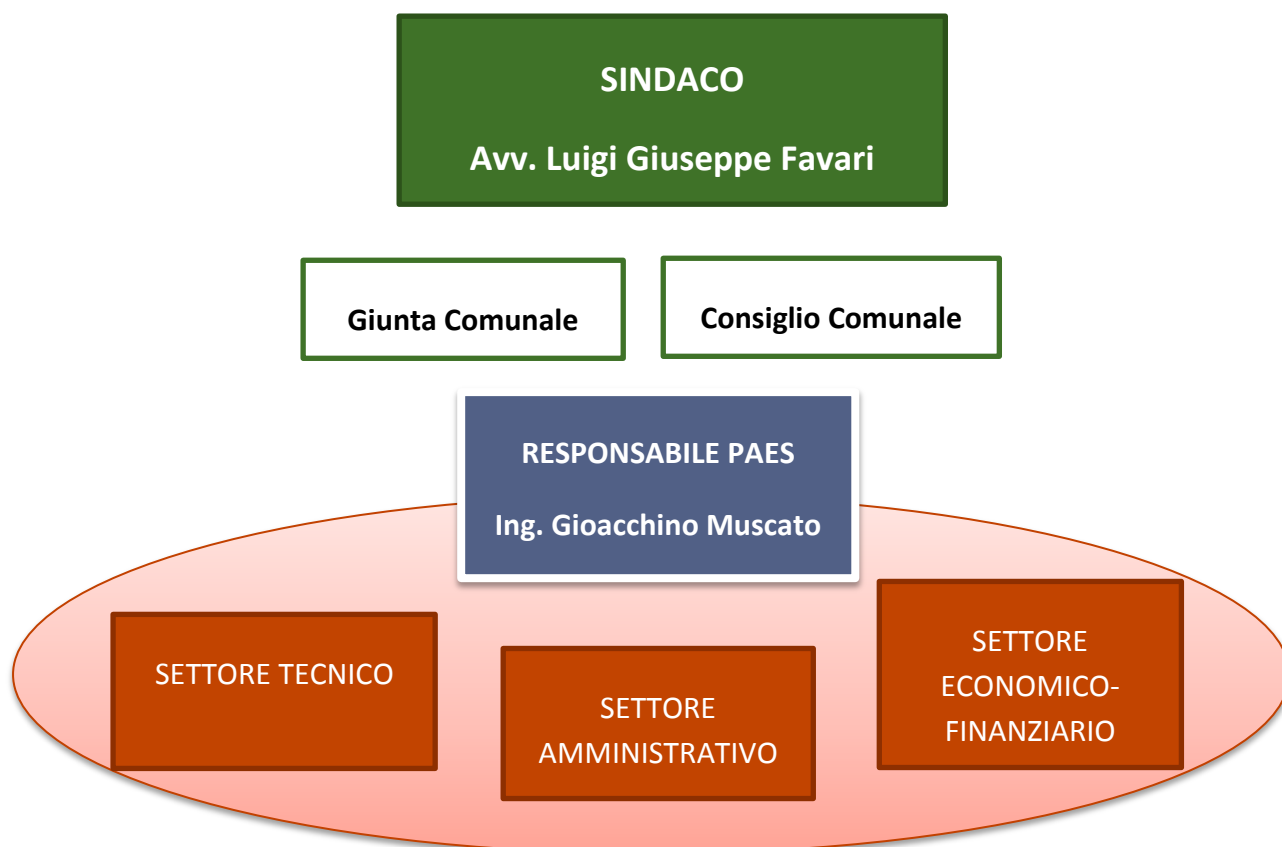 SINDACO
Avv. Luigi Giuseppe Favari
Giunta Comunale
Consiglio Comunale
RESPONSABILE PAES
Ing. Gioacchino Muscato
SETTORE TECNICO
SETTORE
AMMINISTRATIVO
SETTORE
ECONOMICO-
FINANZIARIO